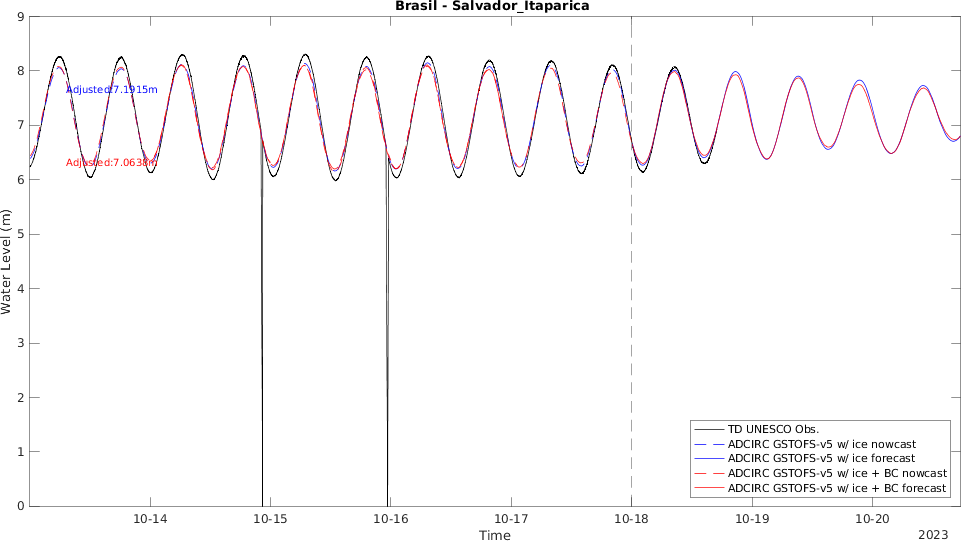 Brasil - Salvador_Itaparica
9
8
7
6
5
4
3
2
1
0
Water Level (m)
Adjusted:7.1915m
Adjusted:7.0638m
TD UNESCO Obs.
ADCIRC GSTOFS-v5 w/ ice nowcast
ADCIRC GSTOFS-v5 w/ ice forecast
ADCIRC GSTOFS-v5 w/ ice + BC nowcast
ADCIRC GSTOFS-v5 w/ ice + BC forecast
10-14
10-15
10-16
10-17
10-18
10-19
10-20
Time
2023